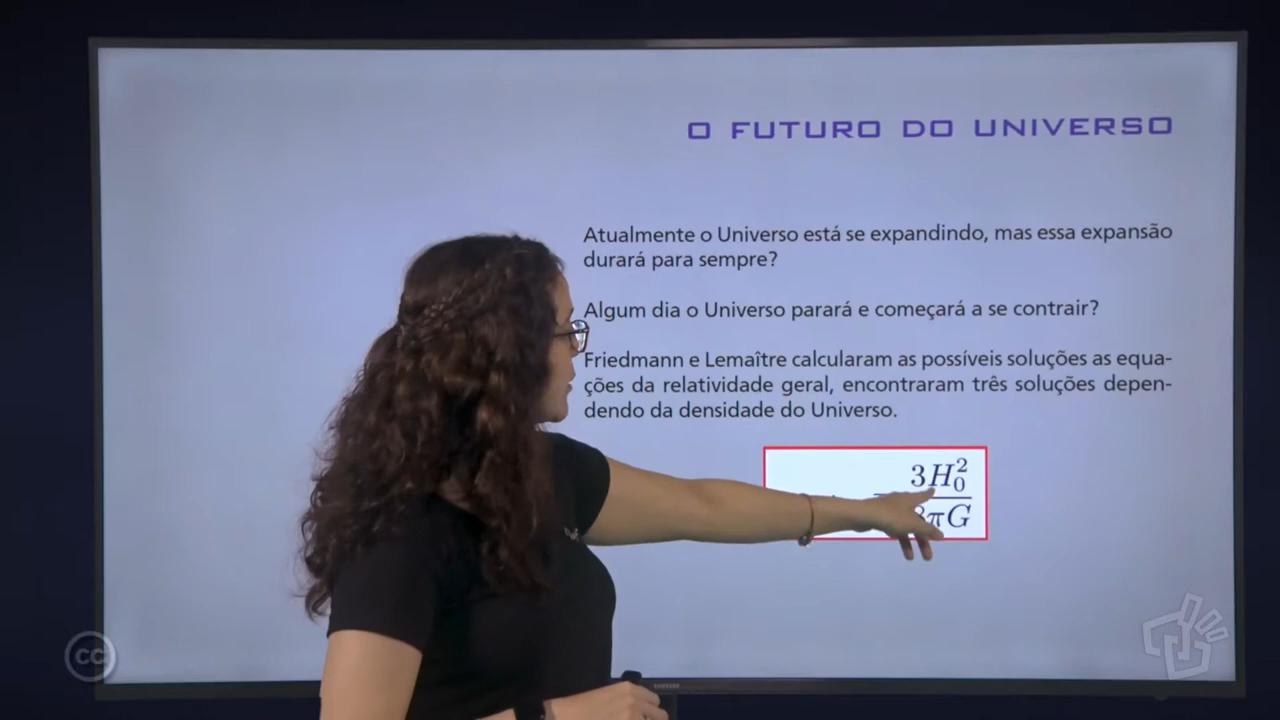 O FUTURO DO UNIVERSO
Atualmente o Universo está se expandindo, mas essa expansão
durará para sempre?
Algum dia o Universo parará e começará a se contrair?
Friedmann e Lemaître calcularam as possíveis soluções as equa-
ções da relatividade geral, encontraram três soluções depen-
dendo da densidade do Universo.
3H₀²
πG
cc